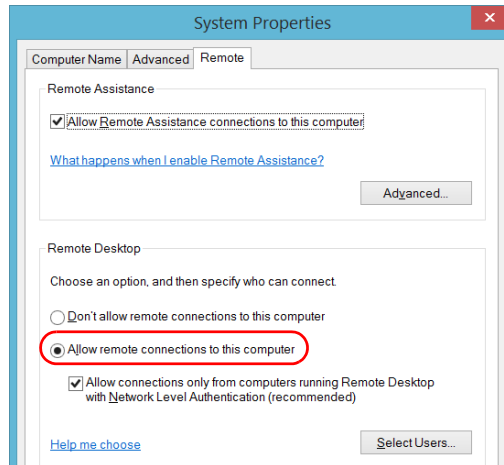 System Properties
Computer Name Advanced Remote
Remote Assistance
Allow Remote Assistance connections to this computer
What happens when I enable Remote Assistance?
Advanced...
Remote Desktop
Choose an option, and then specify who can connect.
Don't allow remote connections to this computer
Allow remote connections to this computer
Allow connections only from computers running Remote Desktop
with Network Level Authentication (recommended)
Help me choose
Select Users...